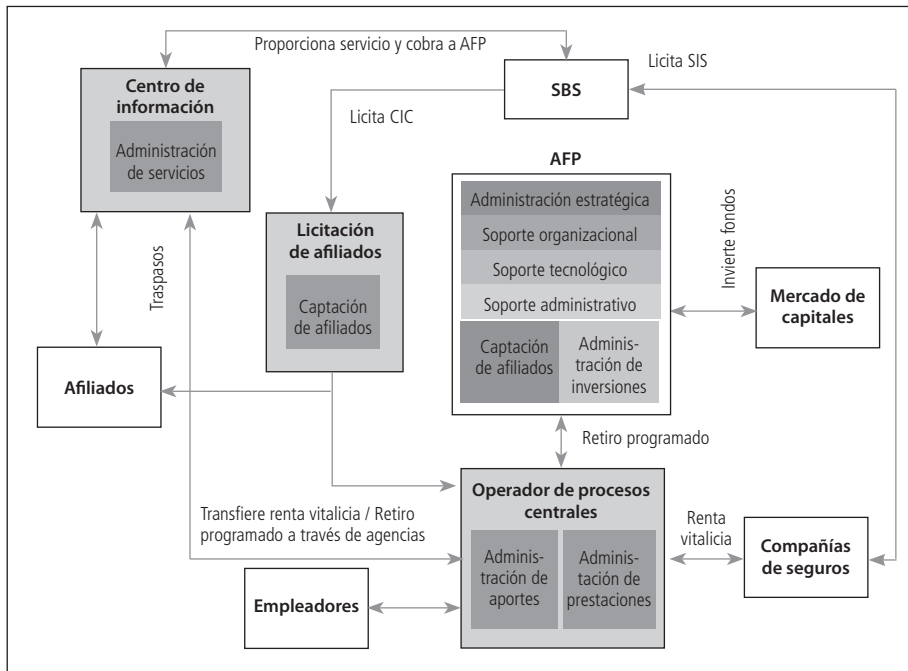 Proporciona servicio y cobra a AFP
Centro de
información
Administración
de servicios
Licita SIS
SBS
Licita CIC
AFP
Administración estratégica
Soporte organizacional
Soporte tecnológico
Soporte administrativo
Captación
de afiliados
Adminis-
tración de
inversiones
Licitación
de afiliados
Captación
de afiliados
Traspasos
Invierte fondos
Mercado de
capitales
Afiliados
Retiro programado
Operador de procesos
centrales
Adminis-
tración de
aportes
Adminis-
tación de
prestaciones
Transfiere renta vitalicia / Retiro
programado a través de agencias
Renta
vitalicia
Compañías
de seguros
Empleadores